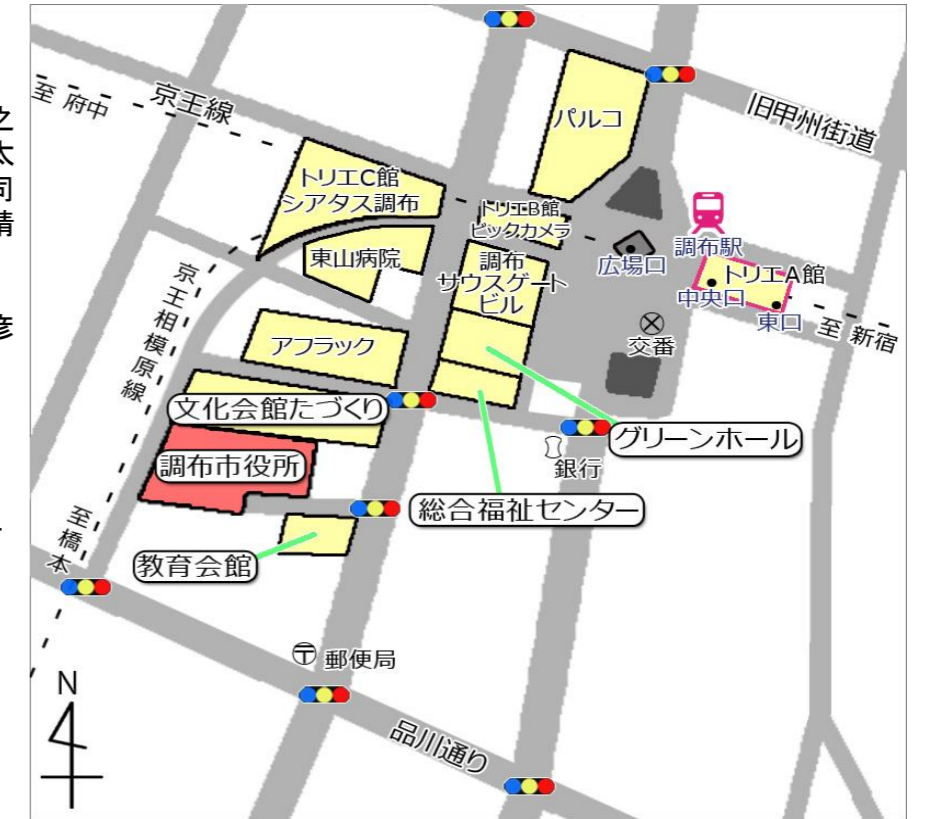 之
太
司
精
彦
至 府中
京王線
パルコ
旧甲州街道
トリエC館
シアタス調布
トリエB館
ビックカメラ
調布駅
広場口
トリエA館
中央口
東口
至 新宿
東山病院
調布
サウスゲート
ビル
交番
京王相模原線
アフラック
文化会館たづくり
グリーンホール
調布市役所
銀行
総合福祉センター
至橋本
教育会館
郵便局
N
品川通り